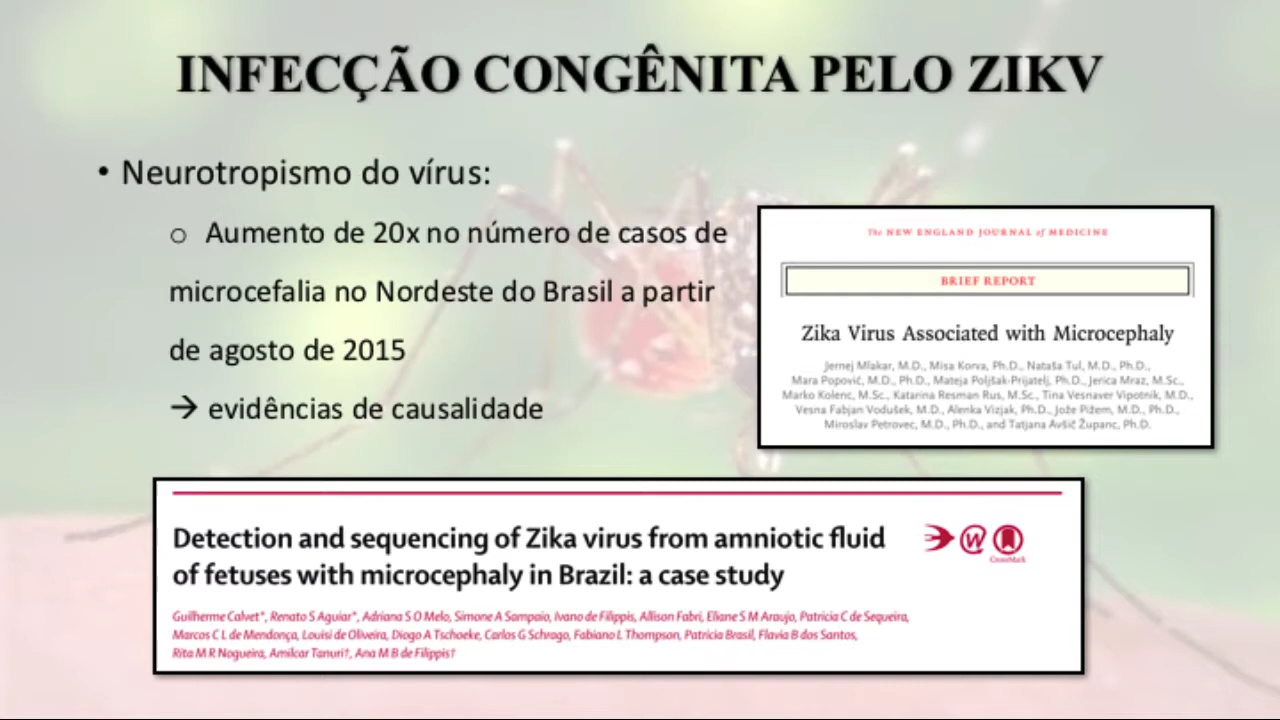 INFECÇÃO CONGÊNITA PELO ZIKV
• Neurotropismo do vírus:
o Aumento de 20x no número de casos de
microcefalia no Nordeste do Brasil a partir
de agosto de 2015
→ evidências de causalidade
The NEW ENGLAND JOURNAL of MEDICINE
BRIEF REPORT
Zika Virus Associated with Microcephaly
Jernej Mlakar, M.D., Misa Korva, Ph.D., Nataša Tul, M.D., Ph.D.,
Mara Popović, M.D., Ph.D., Mateja Poljšak-Prijatelj, Ph.D., Jerica Mraz, M.Sc.,
Marko Kolenc, M.Sc., Katarina Resman Rus, M.Sc., Tina Vesnaver Vipotnik, M.D.,
Vesna Fabjan Vodušek, M.D., Alenka Vizjak, Ph.D., Jože Pižem, M.D., Ph.D.,
Miroslav Petrovec, M.D., Ph.D., and Tatjana Avšič Županc, Ph.D.
Detection and sequencing of Zika virus from amniotic fluid
of fetuses with microcephaly in Brazil: a case study
W
CrossMark
Guilherme Calvet*, Renato S Aguiar*, Adriana S O Melo, Simone A Sampaio, Ivano de Filippis, Allison Fabri, Eliane S M Araujo, Patricia C de Sequeira,
Marcos C L de Mendonça, Louisi de Oliveira, Diogo A Tschoeke, Carlos G Schrago, Fabiano L Thompson, Patricia Brasil, Flavia B dos Santos,
Rita M R Nogueira, Amilcar Tanuri†, Ana M B de Filippis†